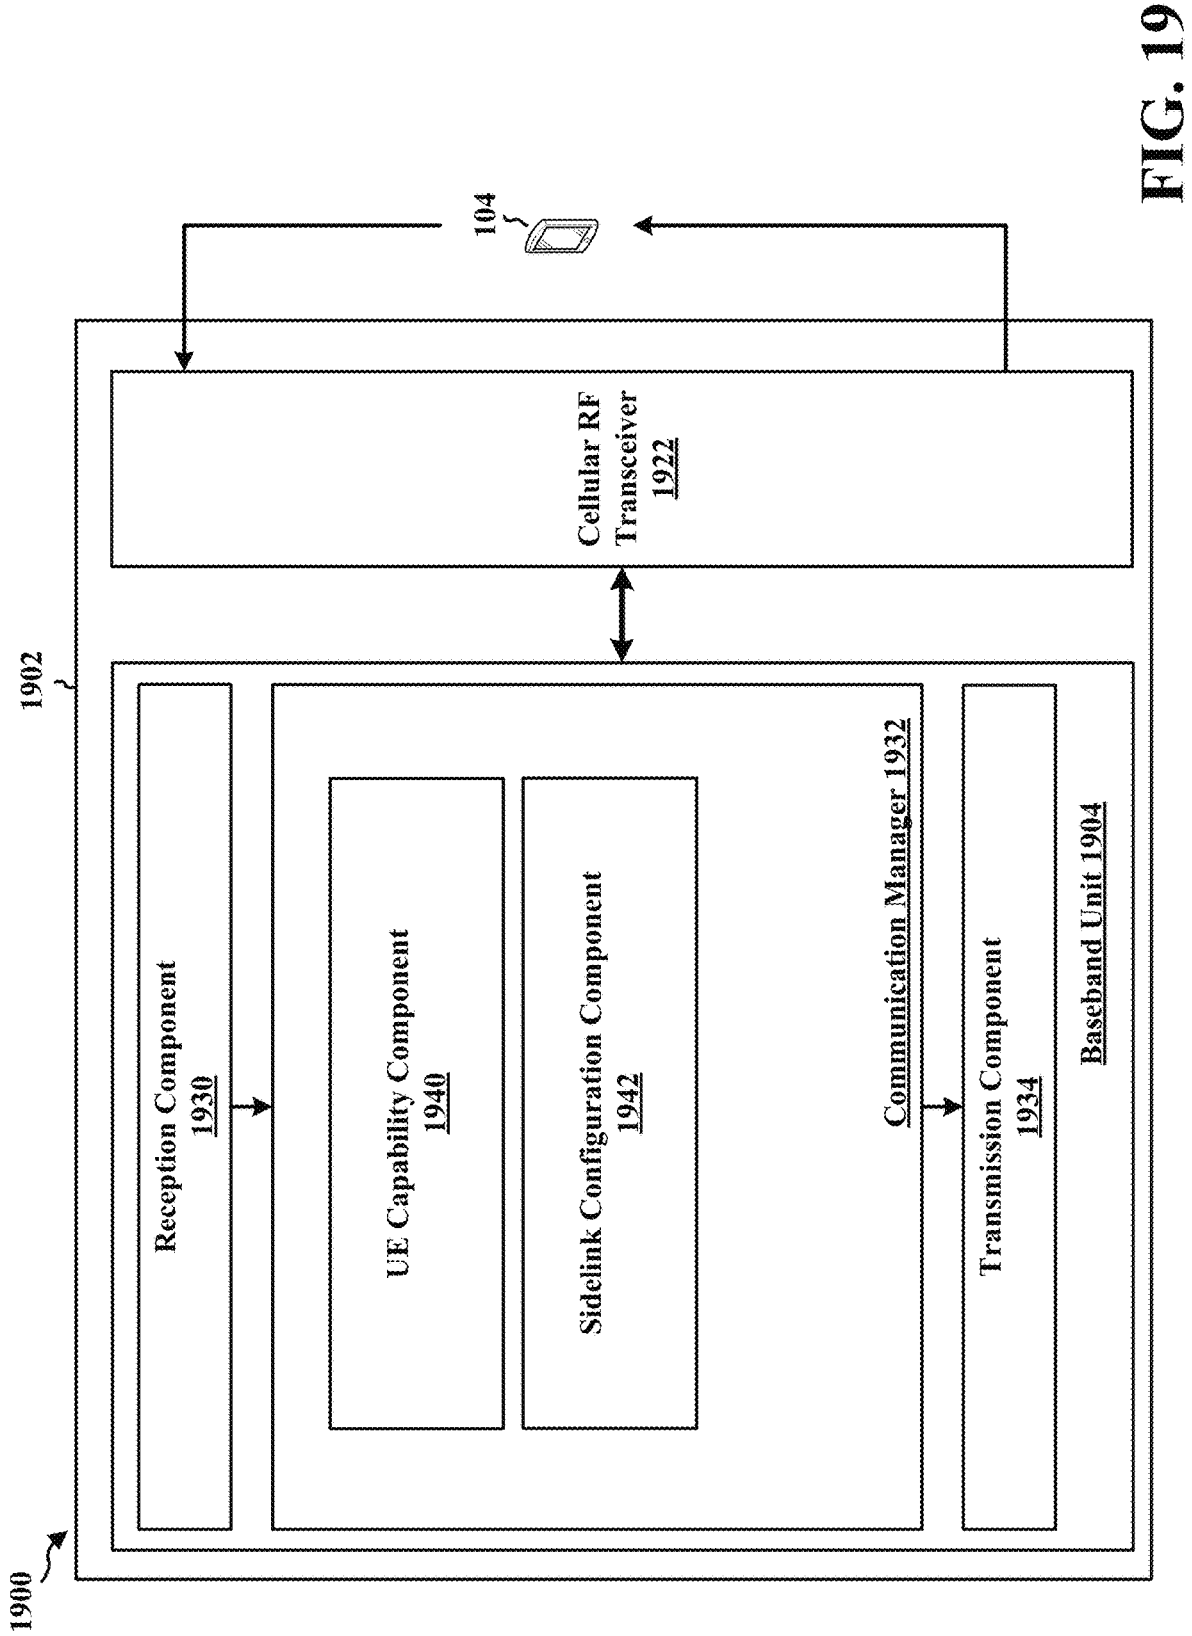 1900
1902
Reception Component
1930
UE Capability Component
1940
Sidelink Configuration Component
1942
Communication Manager 1932
Transmission Component
1934
Baseband Unit 1904
Cellular RF
Transceiver
1922
104
FIG. 19